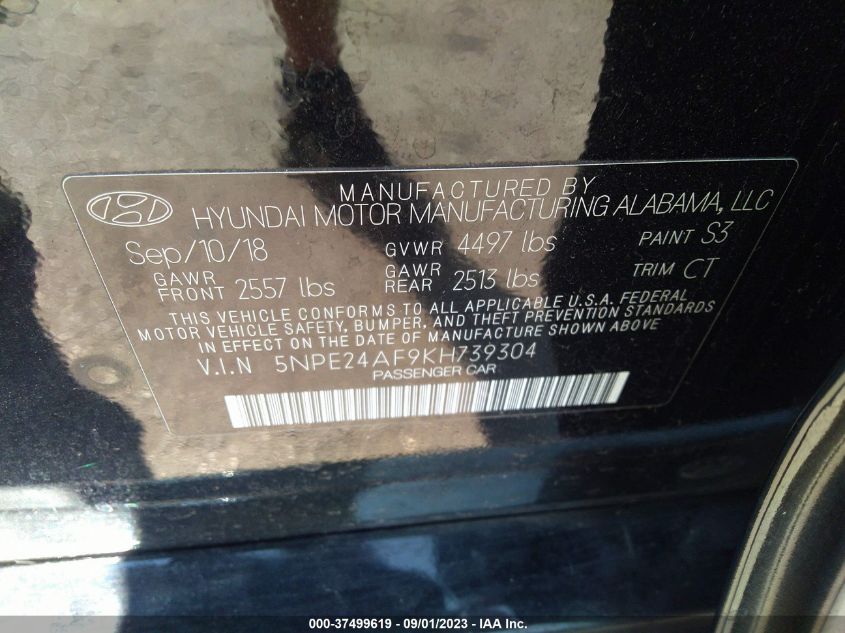 MANUFACTURED BY
HYUNDAI MOTOR MANUFACTURING ALABAMA, LLC
Sep/10/18 GVWR 4497 lbs PAINT S3
GAWR FRONT 2557 lbs GAWR REAR 2513 lbs TRIM CT
THIS VEHICLE CONFORMS TO ALL APPLICABLE U.S.A. FEDERAL
MOTOR VEHICLE SAFETY, BUMPER, AND THEFT PREVENTION STANDARDS
IN EFFECT ON THE DATE OF MANUFACTURE SHOWN ABOVE
V.I.N 5NPE24AF9KH739304
PASSENGER CAR
000-37499619 - 09/01/2023 - IAA Inc.